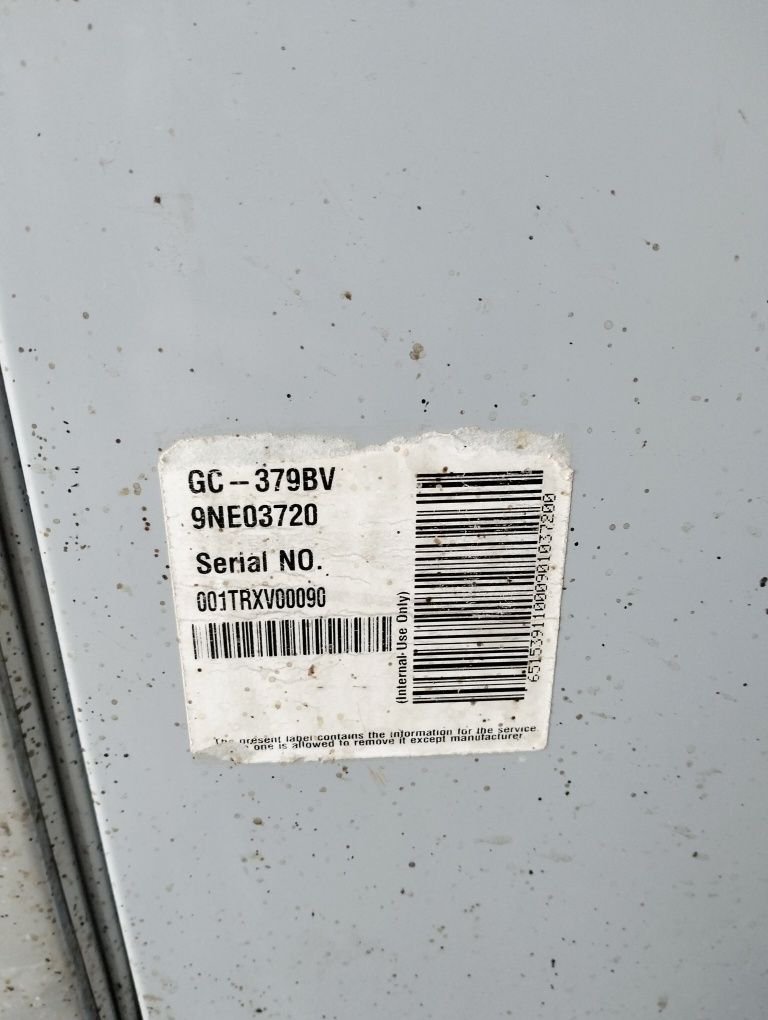 GC-379BV
9NE03720
Serial NO.
001TRXV00090
(Internal Use Only)
The present label contains the information for the service.
one is allowed to remove it except manufacturer